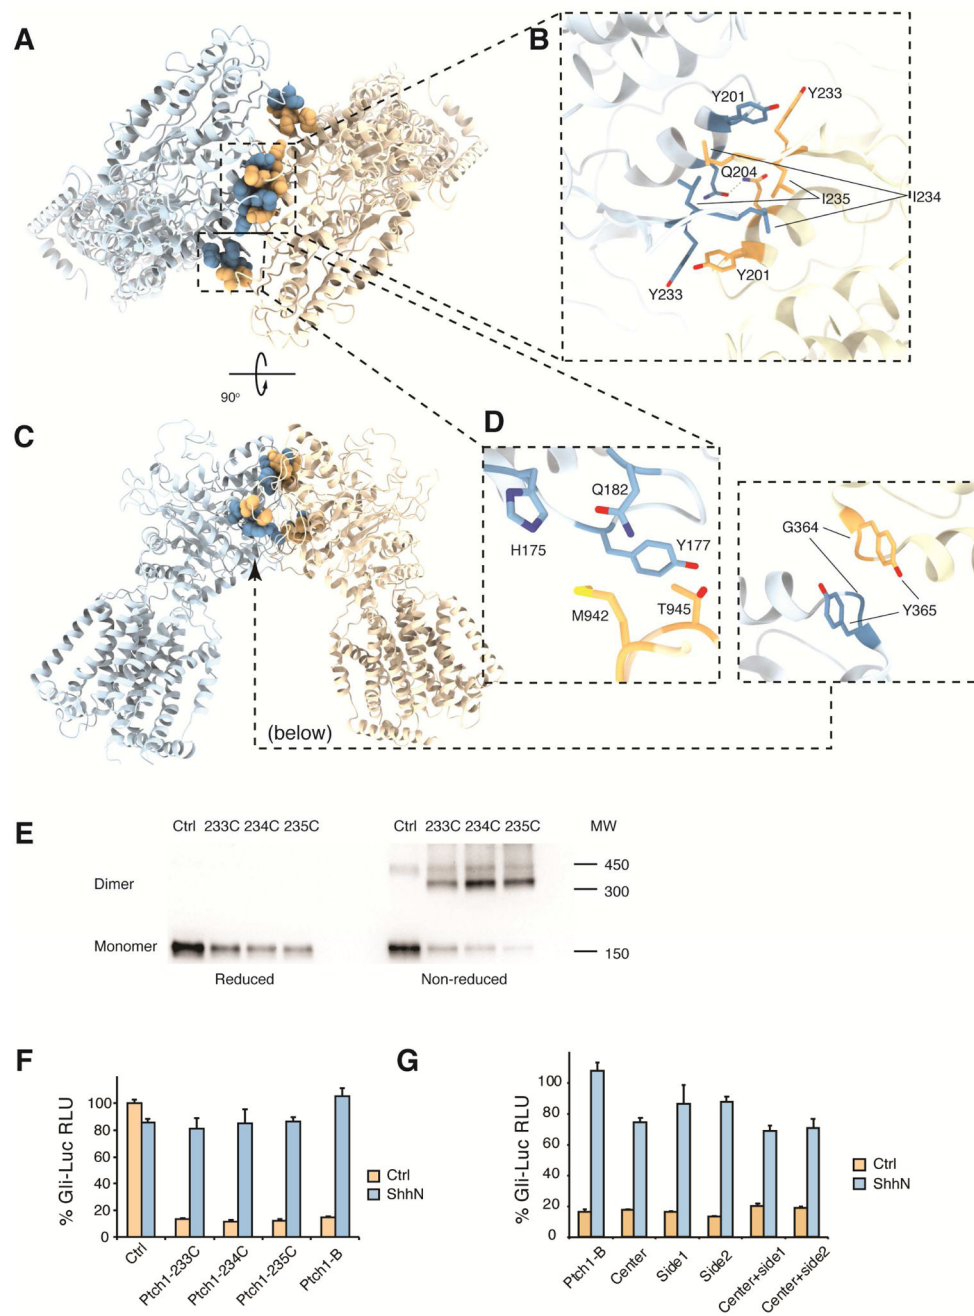 A
B
Y201
Y233
Q204
I235
I234
Y201
Y233
90°
C
D
Q182
H175
Y177
M942
T945
G364
Y365
(below)
E
Ctrl 233C 234C 235C
Ctrl 233C 234C 235C
MW
Dimer
450
300
Monomer
150
Reduced
Non-reduced
F
% Gli-Luc RLU
100
80
60
40
20
0
Ctrl
Ptch1-233C
Ptch1-234C
Ptch1-235C
Ptch1-B
Ctrl
ShhN
G
% Gli-Luc RLU
100
80
60
40
20
0
Ptch1-B
Center
Side1
Side2
Center+side1
Center+side2
Ctrl
ShhN